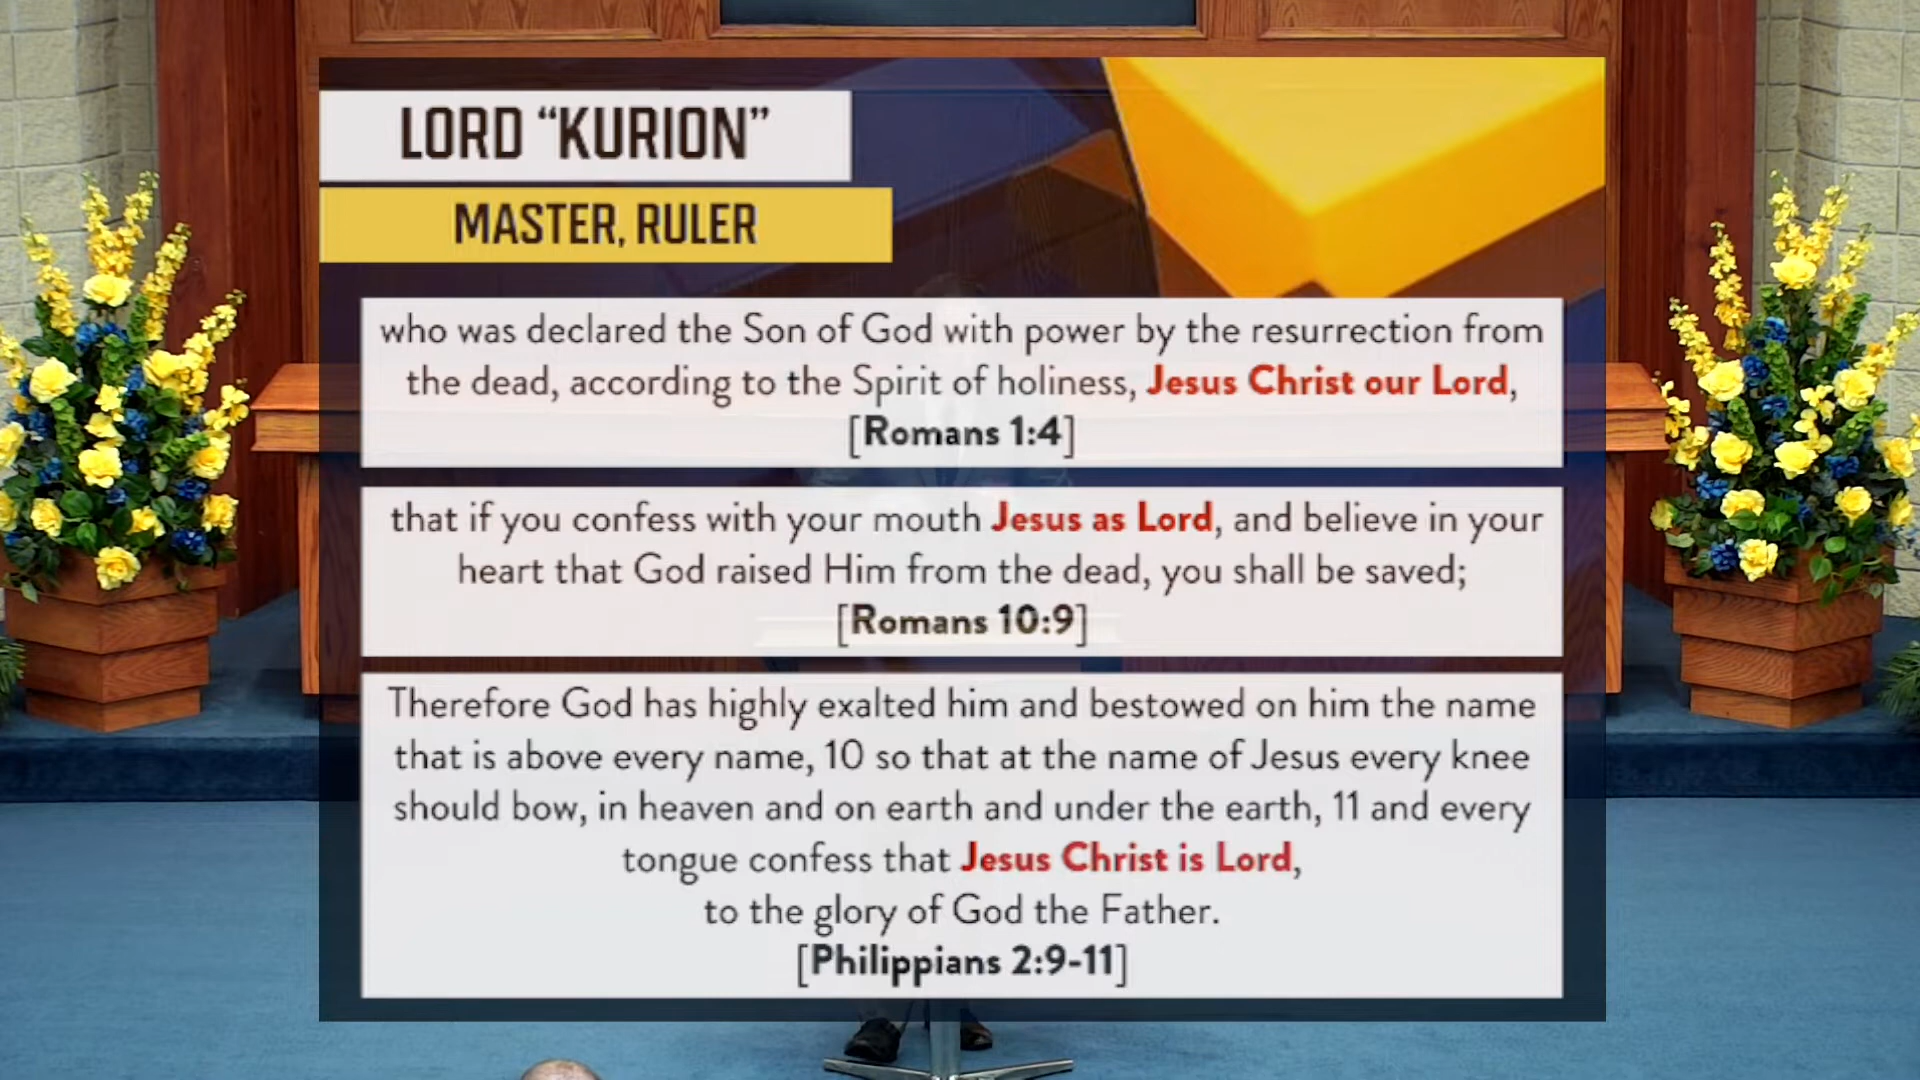 LORD “KURION”
MASTER, RULER
who was declared the Son of God with power by the resurrection from
the dead, according to the Spirit of holiness, Jesus Christ our Lord,
[Romans 1:4]
that if you confess with your mouth Jesus as Lord, and believe in your
heart that God raised Him from the dead, you shall be saved;
[Romans 10:9]
Therefore God has highly exalted him and bestowed on him the name
that is above every name, 10 so that at the name of Jesus every knee
should bow, in heaven and on earth and under the earth, 11 and every
tongue confess that Jesus Christ is Lord,
to the glory of God the Father.
[Philippians 2:9-11]